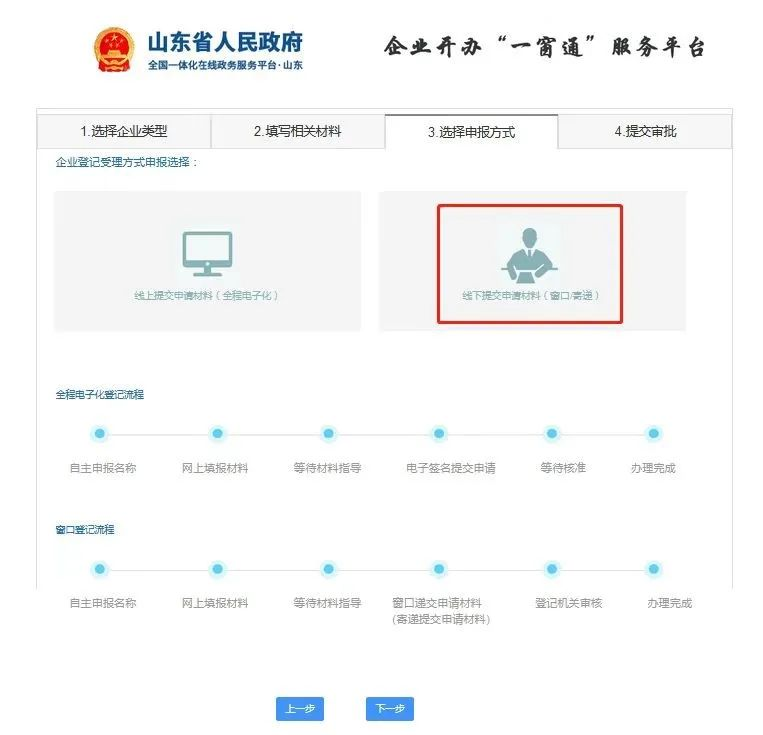 山东省人民政府
全国一体化在线政务服务平台·山东
企业开办“一窗通”服务平台
1.选择企业类型
2.填写相关材料
3.选择申报方式
4.提交审批
企业登记受理方式申报选择：
线上提交申请材料（全程电子化）
线下提交申请材料（窗口/寄递）
全程电子化登记流程
自主申报名称
网上填报材料
等待材料指导
电子签名提交申请
等待核准
办理完成
窗口登记流程
自主申报名称
网上填报材料
等待材料指导
窗口递交申请材料
(寄递提交申请材料)
登记机关审核
办理完成
上一步
下一步